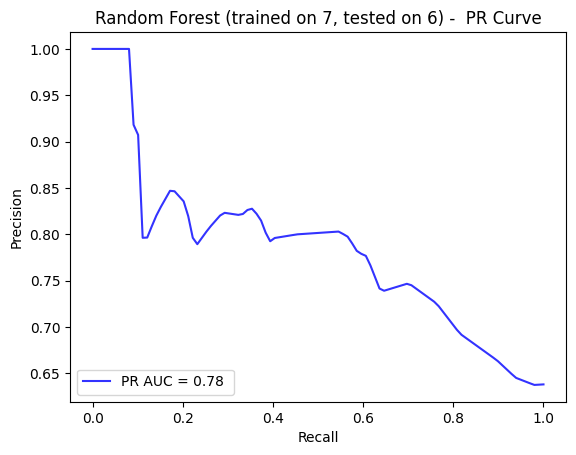 Random Forest (trained on 7, tested on 6) -  PR Curve
1.00
0.95
0.90
0.85
0.80
0.75
0.70
0.65
Precision
PR AUC = 0.78
0.0 0.2 0.4 0.6 0.8 1.0
Recall